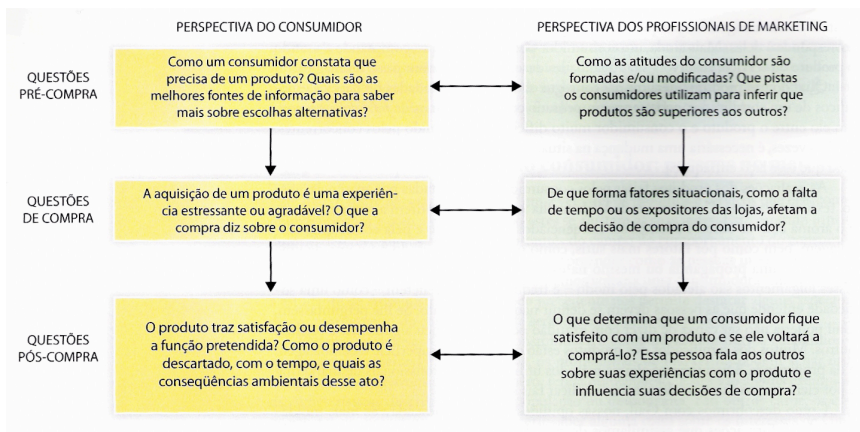 PERSPECTIVA DO CONSUMIDOR
PERSPECTIVA DOS PROFISSIONAIS DE MARKETING
QUESTÕES
PRÉ-COMPRA
Como um consumidor constata que
precisa de um produto? Quais são as
melhores fontes de informação para saber
mais sobre escolhas alternativas?
Como as atitudes do consumidor são
formadas e/ou modificadas? Que pistas
os consumidores utilizam para inferir que
produtos são superiores aos outros?
QUESTÕES
DE COMPRA
A aquisição de um produto é uma experiên-
cia estressante ou agradável? O que a
compra diz sobre o consumidor?
De que forma fatores situacionais, como a falta
de tempo ou os expositores das lojas, afetam a
decisão de compra do consumidor?
QUESTÕES
PÓS-COMPRA
O produto traz satisfação ou desempenha
a função pretendida? Como o produto é
descartado, com o tempo, e quais as
conseqüências ambientais desse ato?
O que determina que um consumidor fique
satisfeito com um produto e se ele voltará a
comprá-lo? Essa pessoa fala aos outros
sobre suas experiências com o produto e
influencia suas decisões de compra?